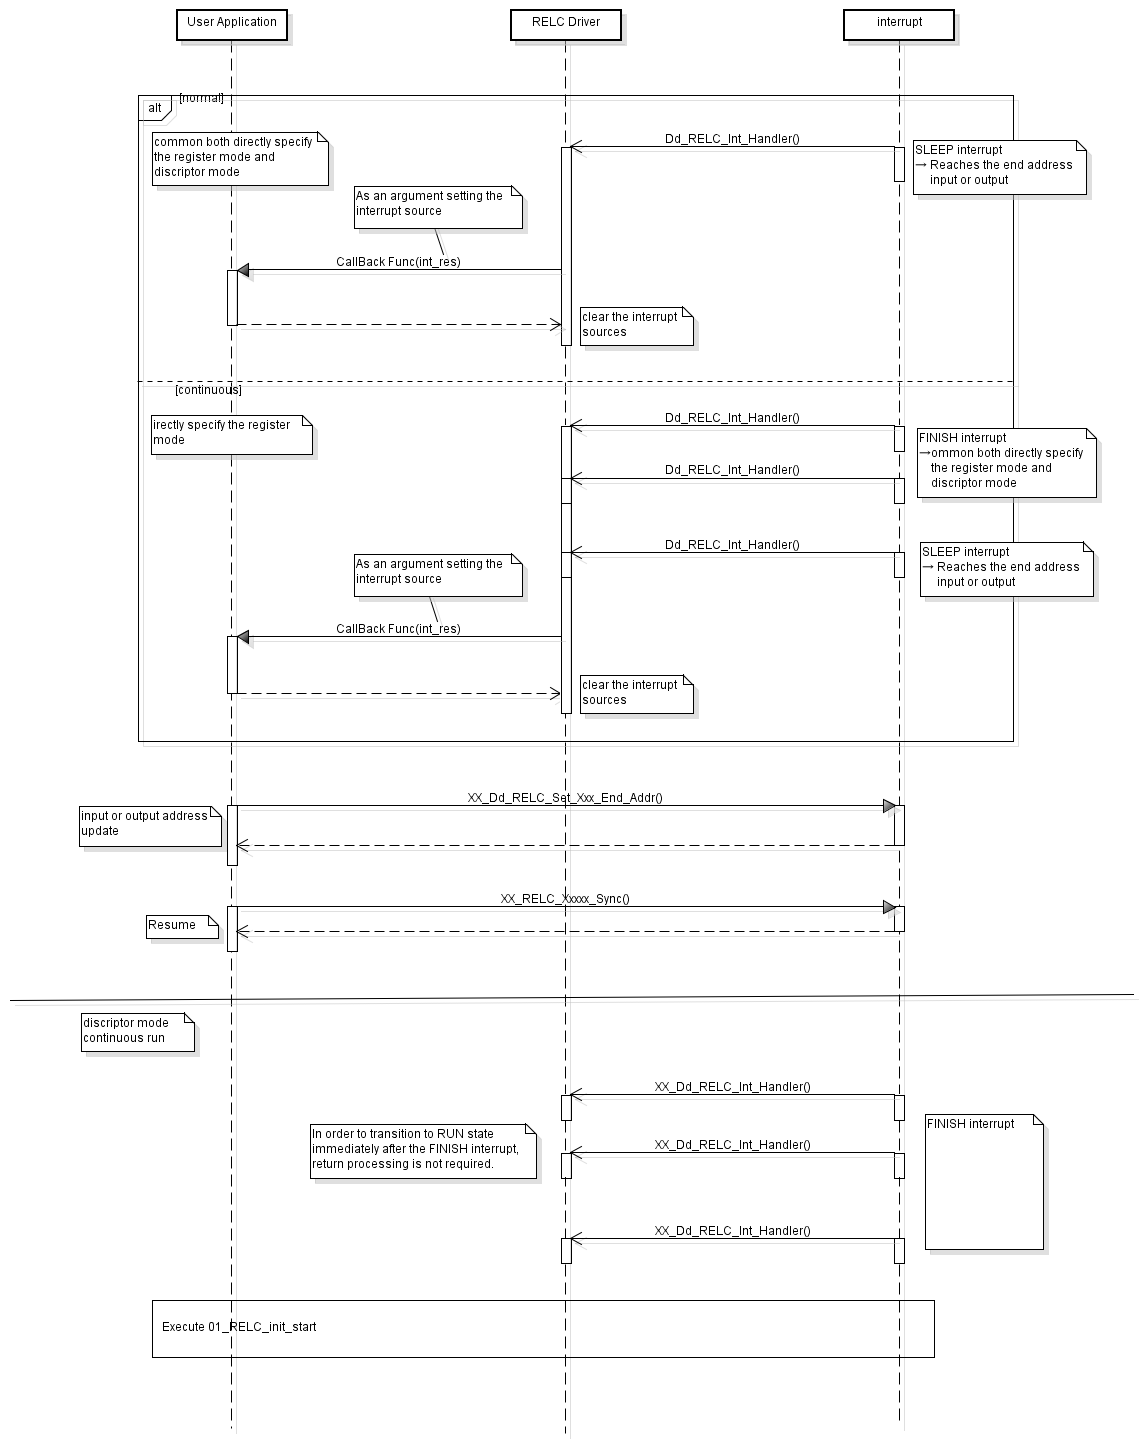 User Application
RELC Driver
interrupt
alt
[normal]
common both directly specify
the register mode and
discriptor mode
Dd_RELC_Int_Handler()
SLEEP interrupt
→ Reaches the end address
input or output
As an argument setting the
interrupt source
CallBack Func(int_res)
clear the interrupt
sources
[continuous]
irectly specify the register
mode
Dd_RELC_Int_Handler()
FINISH interrupt
→ommon both directly specify
the register mode and
discriptor mode
Dd_RELC_Int_Handler()
Dd_RELC_Int_Handler()
SLEEP interrupt
→ Reaches the end address
input or output
As an argument setting the
interrupt source
CallBack Func(int_res)
clear the interrupt
sources
XX_Dd_RELC_Set_Xxx_End_Addr()
input or output address
update
XX_RELC_Xxxxx_Sync()
Resume
discriptor mode
continuous run
XX_Dd_RELC_Int_Handler()
In order to transition to RUN state
immediately after the FINISH interrupt,
return processing is not required.
XX_Dd_RELC_Int_Handler()
FINISH interrupt
XX_Dd_RELC_Int_Handler()
Execute 01_RELC_init_start